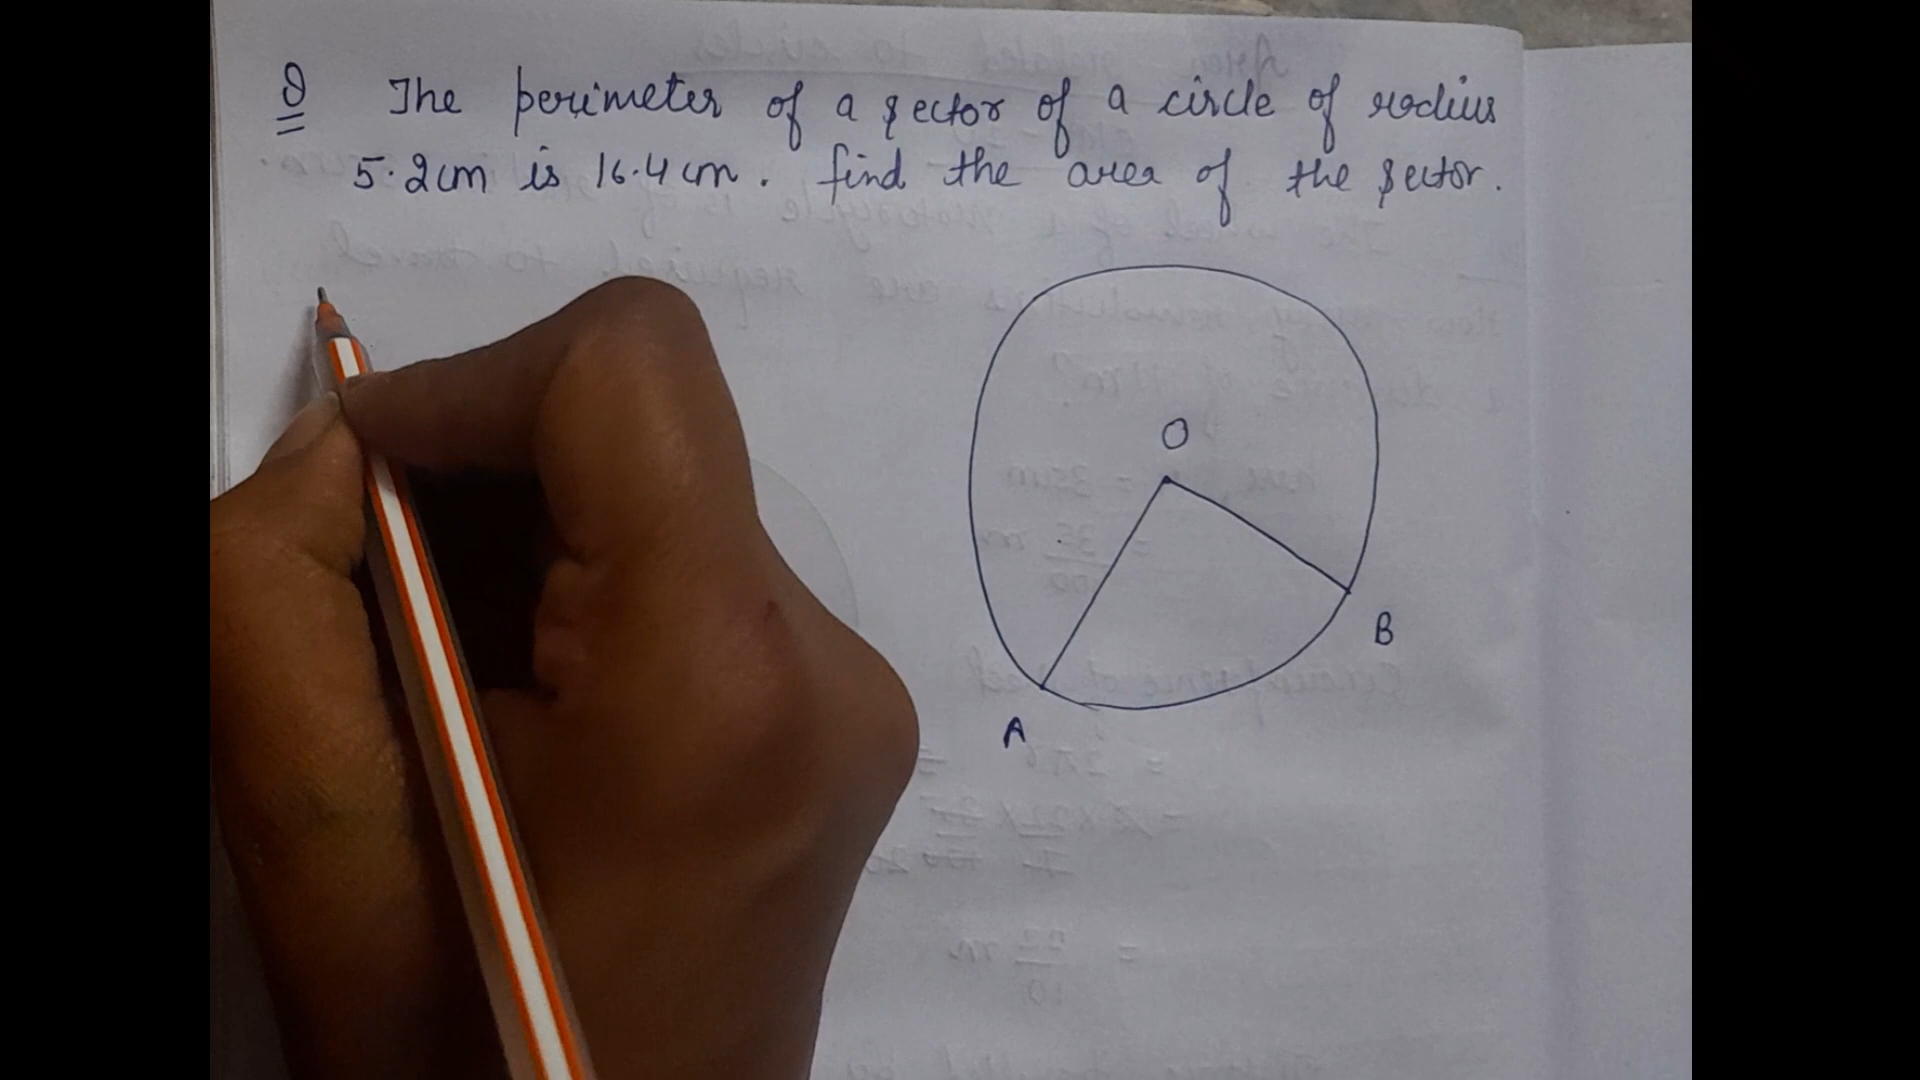 Q The perimeter of a sector of a circle of radius
5.2cm is 16.4cm. find the area of the sector.
O
B
A